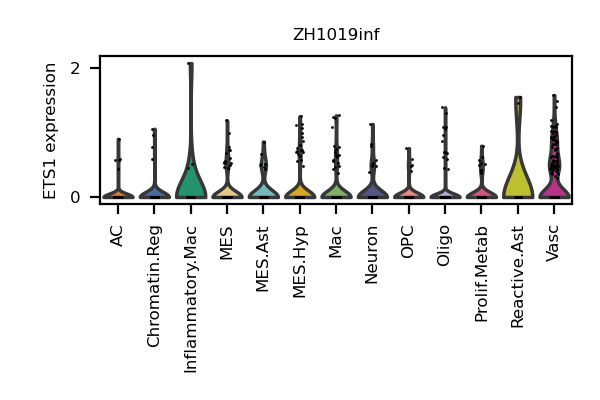 ZH1019inf
ETS1 expression
2
0
AC
Chromatin.Reg
Inflammatory.Mac
MES
MES.Ast
MES.Hyp
Mac
Neuron
OPC
Oligo
Prolif.Metab
Reactive.Ast
Vasc